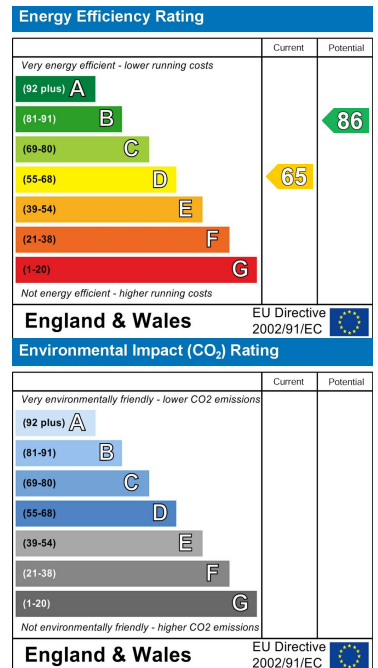 Energy Efficiency Rating
Current Potential
Very energy efficient - lower running costs
(92 plus) A
(81-91) B
86
(69-80) C
(55-68) D
65
(39-54) E
(21-38) F
(1-20) G
Not energy efficient - higher running costs
England & Wales
EU Directive
2002/91/EC
Environmental Impact (CO₂) Rating
Current Potential
Very environmentally friendly - lower CO2 emissions
(92 plus) A
(81-91) B
(69-80) C
(55-68) D
(39-54) E
(21-38) F
(1-20) G
Not environmentally friendly - higher CO2 emissions
England & Wales
EU Directive
2002/91/EC